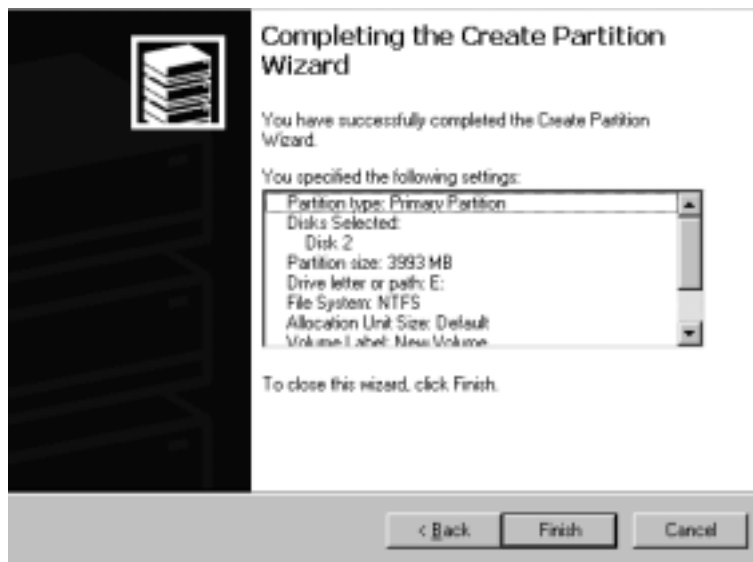 Completing the Create Partition
Wizard
You have successfully completed the Create Partition
Wizard.
You specified the following settings:
Partition type: Primary Partition
Disks Selected:
Disk 2
Partition size: 3993 MB
Drive letter or path: E:
File System: NTFS
Allocation Unit Size: Default
Volume Label: New Volume
To close this wizard, click Finish.
< Back
Finish
Cancel